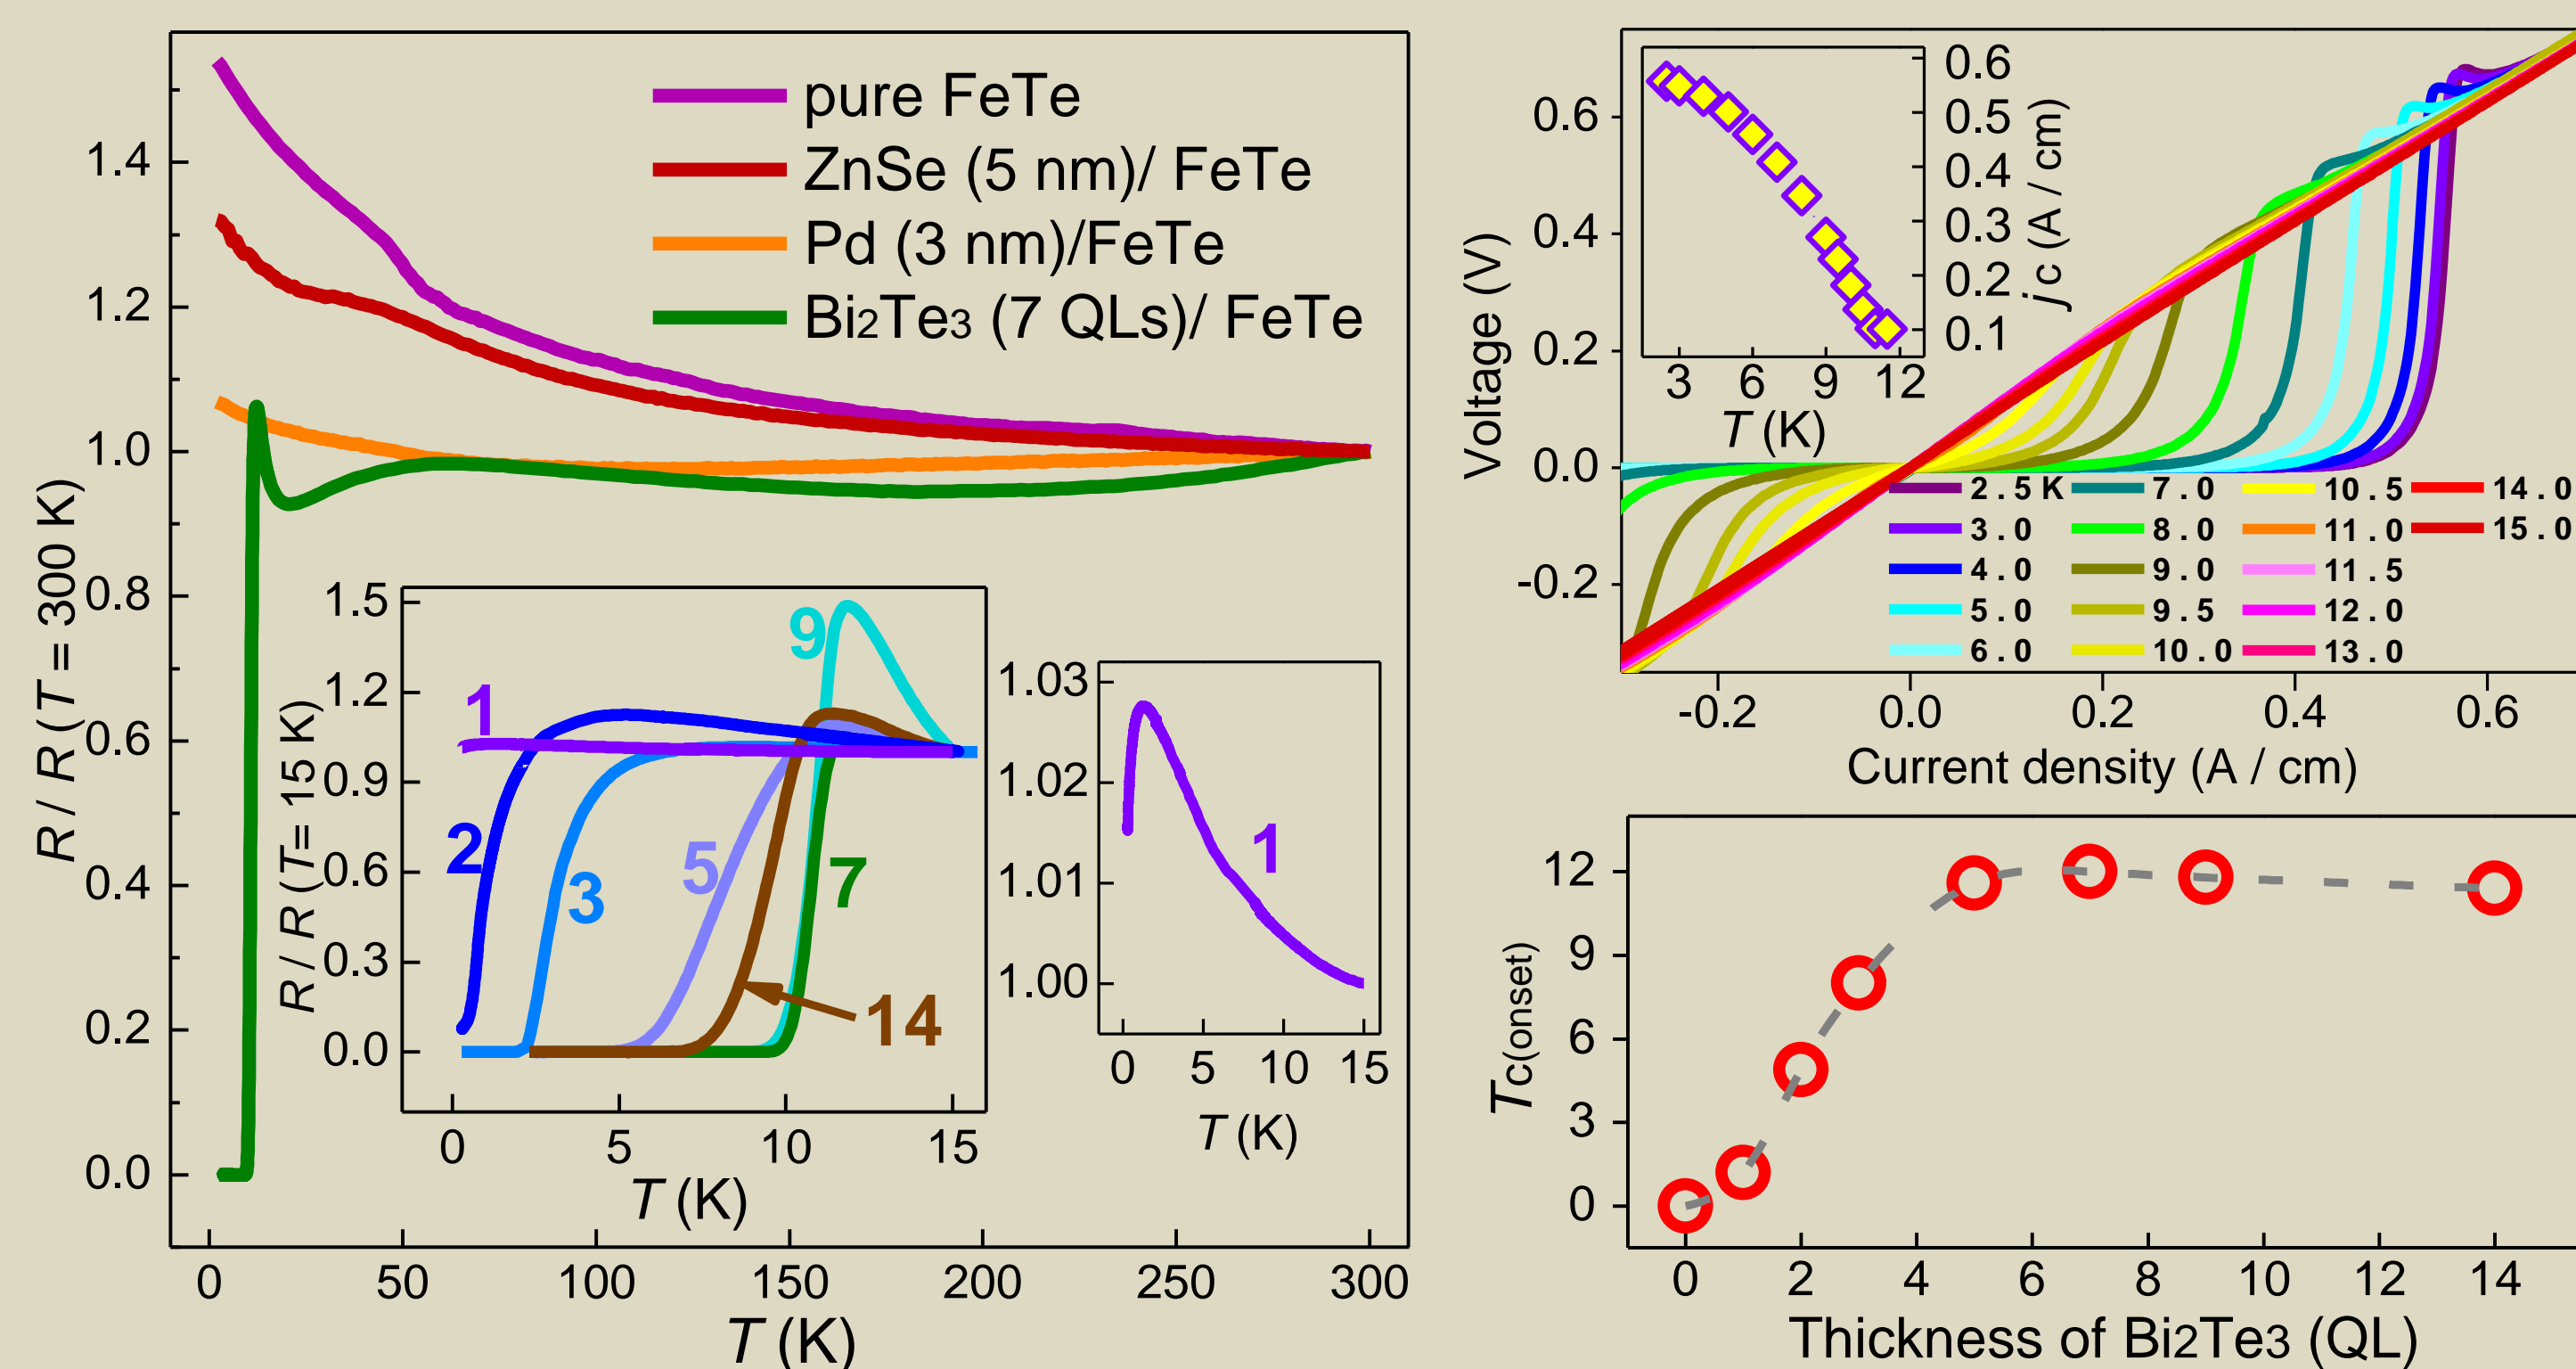 pure FeTe
ZnSe (5 nm)/ FeTe
Pd (3 nm)/FeTe
Bi2Te3 (7 QLs)/ FeTe
R / R (T = 300 K)
1.4
1.2
1.0
0.8
0.6
0.4
0.2
0.0
0 50 100 150 200 250 300
T (K)
R / R (T= 15 K)
1.5
1.2
0.9
0.6
0.3
0.0
1
2
3
5
9
7
14
0 5 10 15
T (K)
1.03
1.02
1.01
1.00
1
0 5 10 15
T (K)
Voltage (V)
0.6
0.4
0.2
0.0
-0.2
0.6
0.5
0.4
0.3
0.2
0.1
jc (A / cm)
3 6 9 12
T (K)
2.5 K 7.0 10.5 14.0
3.0 8.0 11.0 15.0
4.0 9.0 11.5
5.0 9.5 12.0
6.0 10.0 13.0
-0.2 0.0 0.2 0.4 0.6
Current density (A / cm)
Tc(onset)
12
9
6
3
0
0 2 4 6 8 10 12 14
Thickness of Bi2Te3 (QL)